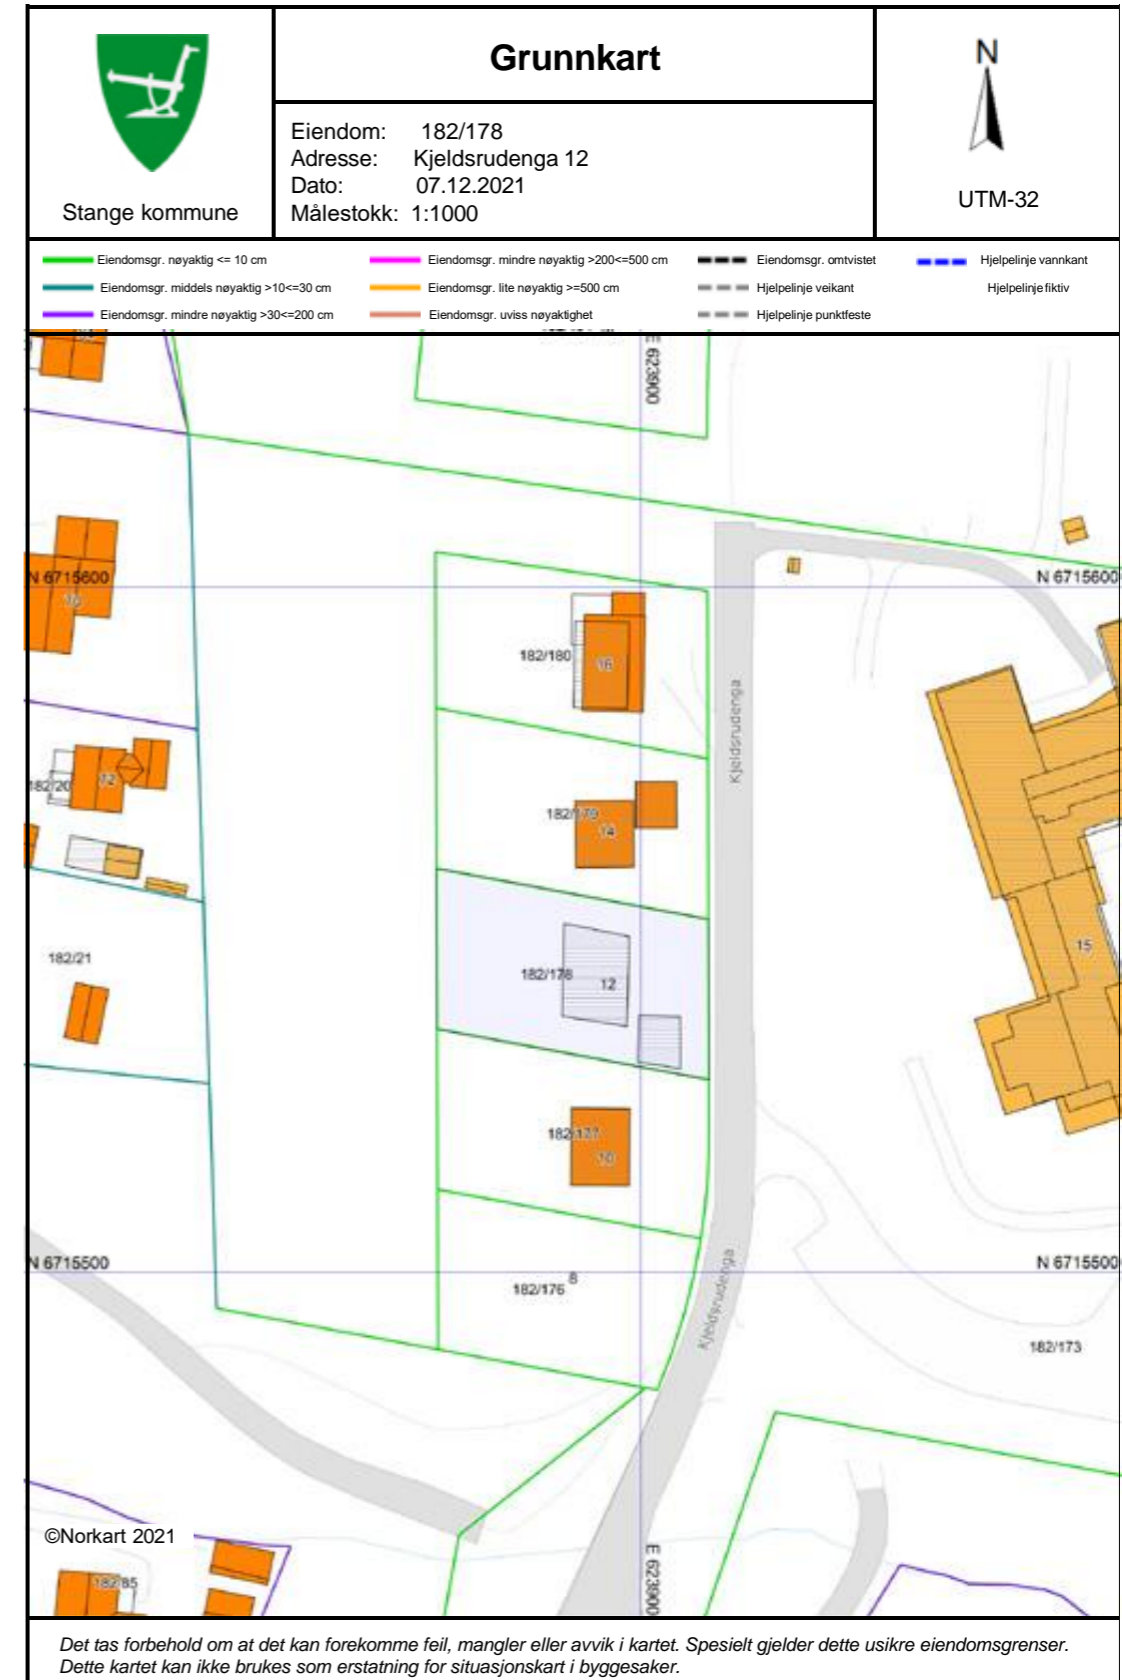 Grunnkart
N
Eiendom: 182/178
Adresse: Kjeldsrudenga 12
Dato: 07.12.2021
Målestokk: 1:1000
Stange kommune
UTM-32
Eiendomsgr. nøyaktig <= 10 cm
Eiendomsgr. mindre nøyaktig >200<=500 cm
Eiendomsgr. omtvistet
Hjelpelinje vannkant
Eiendomsgr. middels nøyaktig >10<=30 cm
Eiendomsgr. lite nøyaktig >=500 cm
Hjelpelinje veikant
Hjelpelinje fiktiv
Eiendomsgr. mindre nøyaktig >30<=200 cm
Eiendomsgr. uviss nøyaktighet
Hjelpelinje punktfeste
E 623900
N 6715600
N 6715600
182/180
16
Kjeldsrudenga
182/20
12
182/179
14
182/21
182/178
12
15
182/177
10
N 6715500
N 6715500
182/176
8
Kjeldsrudenga
182/173
©Norkart 2021
E 623900
182/85
Det tas forbehold om at det kan forekomme feil, mangler eller avvik i kartet. Spesielt gjelder dette usikre eiendomsgrenser.
Dette kartet kan ikke brukes som erstatning for situasjonskart i byggesaker.